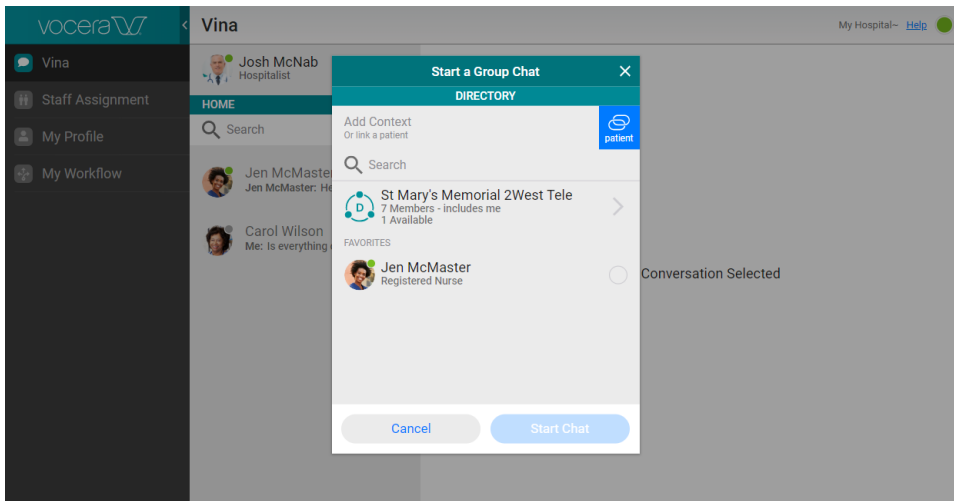 vocera
Vina
My Hospital~ Help
Vina
Staff Assignment
My Profile
My Workflow
Josh McNab
Hospitalist
HOME
Search
Jen McMaste
Jen McMaster: He
Carol Wilson
Me: Is everything
Start a Group Chat
DIRECTORY
Add Context
Or link a patient
patient
Search
D
St Mary's Memorial 2West Tele
7 Members - includes me
1 Available
FAVORITES
Jen McMaster
Registered Nurse
Cancel
Start Chat
Conversation Selected